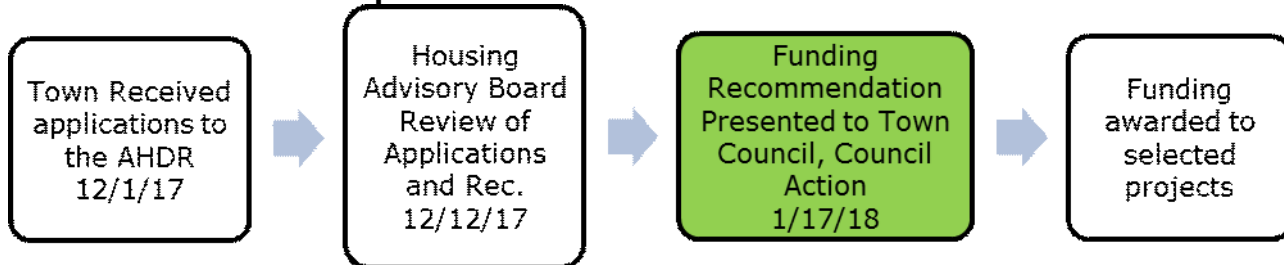 Town Received
applications to
the AHDR
12/1/17
Housing
Advisory Board
Review of
Applications
and Rec.
12/12/17
Funding
Recommendation
Presented to Town
Council, Council
Action
1/17/18
Funding
awarded to
selected
projects